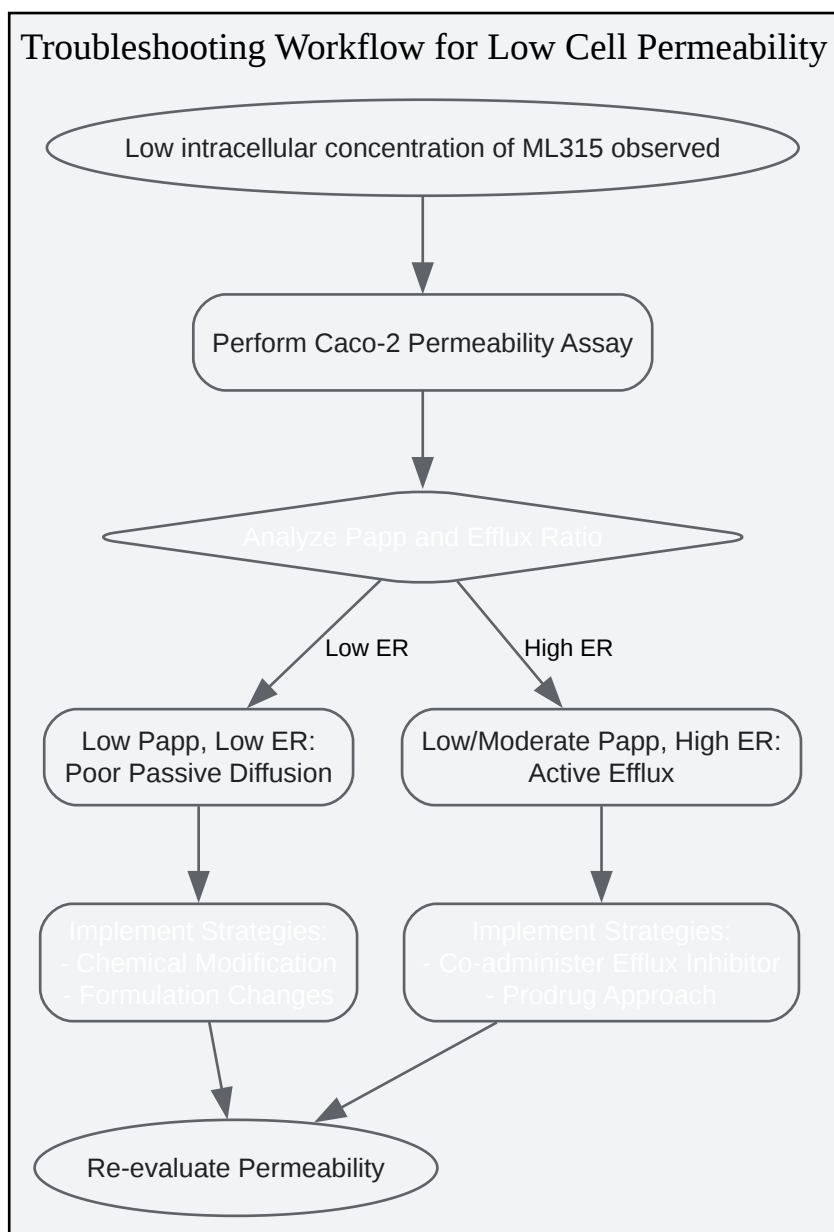 Troubleshooting Workflow for Low Cell Permeability
Low intracellular concentration of ML315 observed
Perform Caco-2 Permeability Assay
Analyze Papp and Efflux Ratio
Low ER
High ER
Low Papp, Low ER:
Poor Passive Diffusion
Low/Moderate Papp, High ER:
Active Efflux
Implement Strategies:
- Chemical Modification
- Formulation Changes
Implement Strategies:
- Co-administer Efflux Inhibitor
- Prodrug Approach
Re-evaluate Permeability